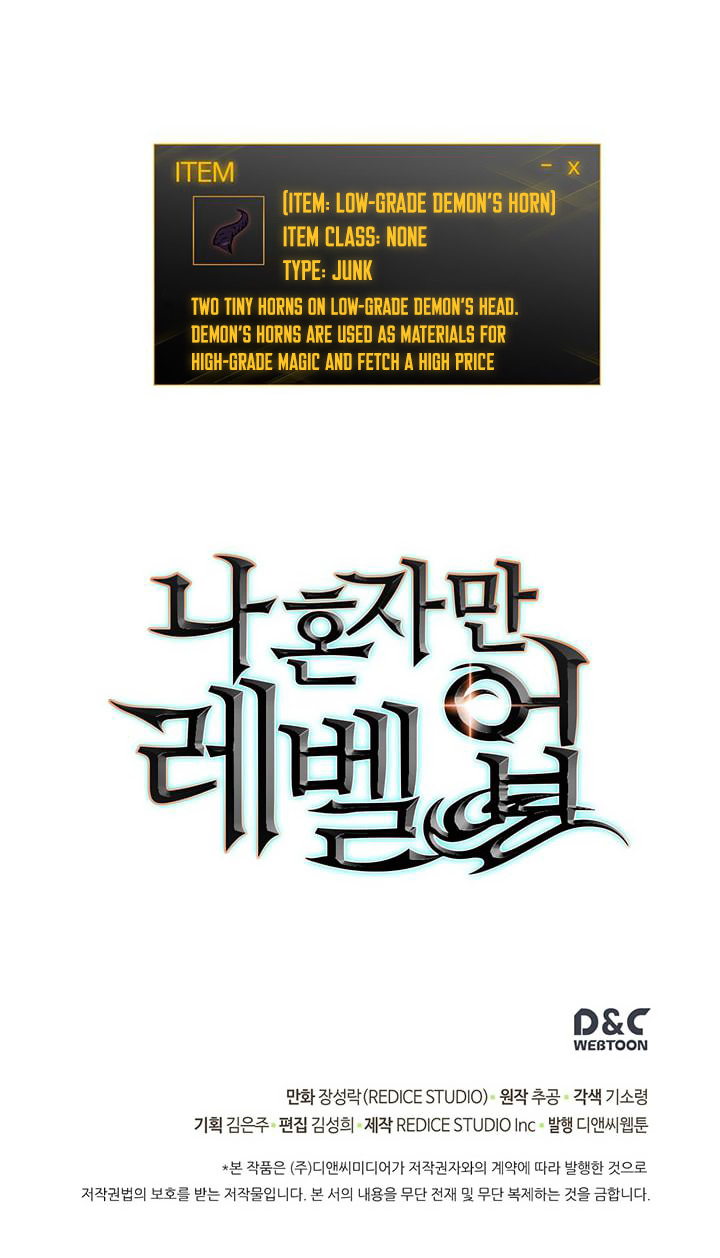 ITEM
- X
(ITEM: LOW-GRADE DEMON'S HORN)
ITEM CLASS: NONE
TYPE: JUNK
TWO TINY HORNS ON LOW-GRADE DEMON'S HEAD.
DEMON'S HORNS ARE USED AS MATERIALS FOR
HIGH-GRADE MAGIC AND FETCH A HIGH PRICE
나 혼자만
레벨업
D&C
WEBTOON
만화 장성락(REDICE STUDIO)• 원작 추공• 각색 기소령
기획 김은주• 편집 김성희• 제작 REDICE STUDIO Inc • 발행 디앤씨웹툰
*본 작품은 (주)디앤씨미디어가 저작권자와의 계약에 따라 발행한 것으로
저작권법의 보호를 받는 저작물입니다. 본 서의 내용을 무단 전재 및 무단 복제하는 것을 금합니다.